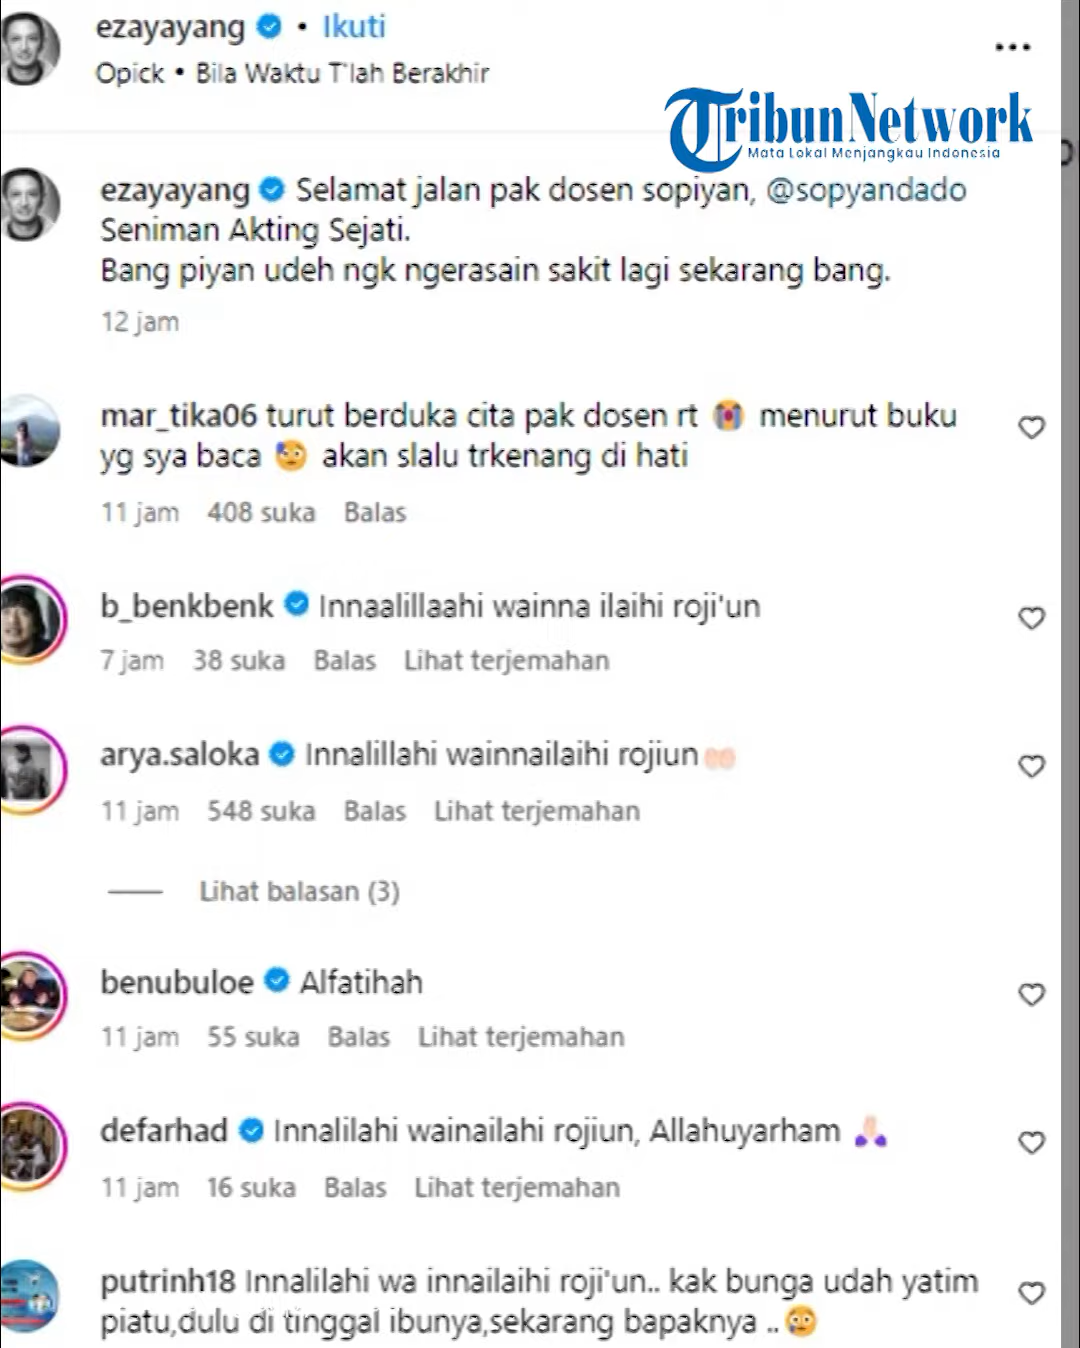 ezayayang • Ikuti
Opick • Bila Waktu T'lah Berakhir
Tribun Network
Mata Lokal Menjangkau Indonesia
ezayayang Selamat jalan pak dosen sopiyan, @sopyandado
Seniman Akting Sejati.
Bang piyan udeh ngk ngerasain sakit lagi sekarang bang.
12 jam
mar_tika06 turut berduka cita pak dosen rt 😭 menurut buku
yg sya baca 😓 akan slalu trkenang di hati
11 jam 408 suka Balas
b_benkbenk Innaalillaahi wainna ilaihi roji'un
7 jam 38 suka Balas Lihat terjemahan
arya.saloka Innalillahi wainnailaihi rojiun🤲🏻
11 jam 548 suka Balas Lihat terjemahan
Lihat balasan (3)
benubuloe Alfatihah
11 jam 55 suka Balas Lihat terjemahan
defarhad Innalilahi wainailahi rojiun, Allahuyarham 🙏🏻
11 jam 16 suka Balas Lihat terjemahan
putrinh18 Innalilahi wa innailaihi roji'un.. kak bunga udah yatim
piatu,dulu di tinggal ibunya,sekarang bapaknya ..😢